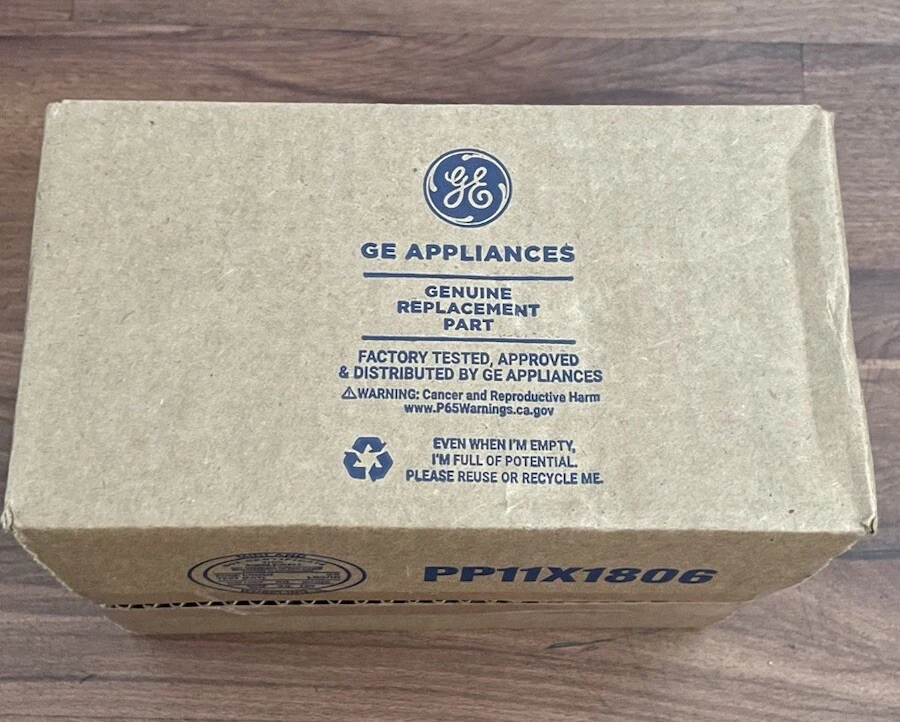 GE
GE APPLIANCES
GENUINE
REPLACEMENT
PART
FACTORY TESTED, APPROVED
& DISTRIBUTED BY GE APPLIANCES
⚠WARNING: Cancer and Reproductive Harm
www.P65Warnings.ca.gov
EVEN WHEN I'M EMPTY,
I'M FULL OF POTENTIAL.
PLEASE REUSE OR RECYCLE ME.
PP11X1806